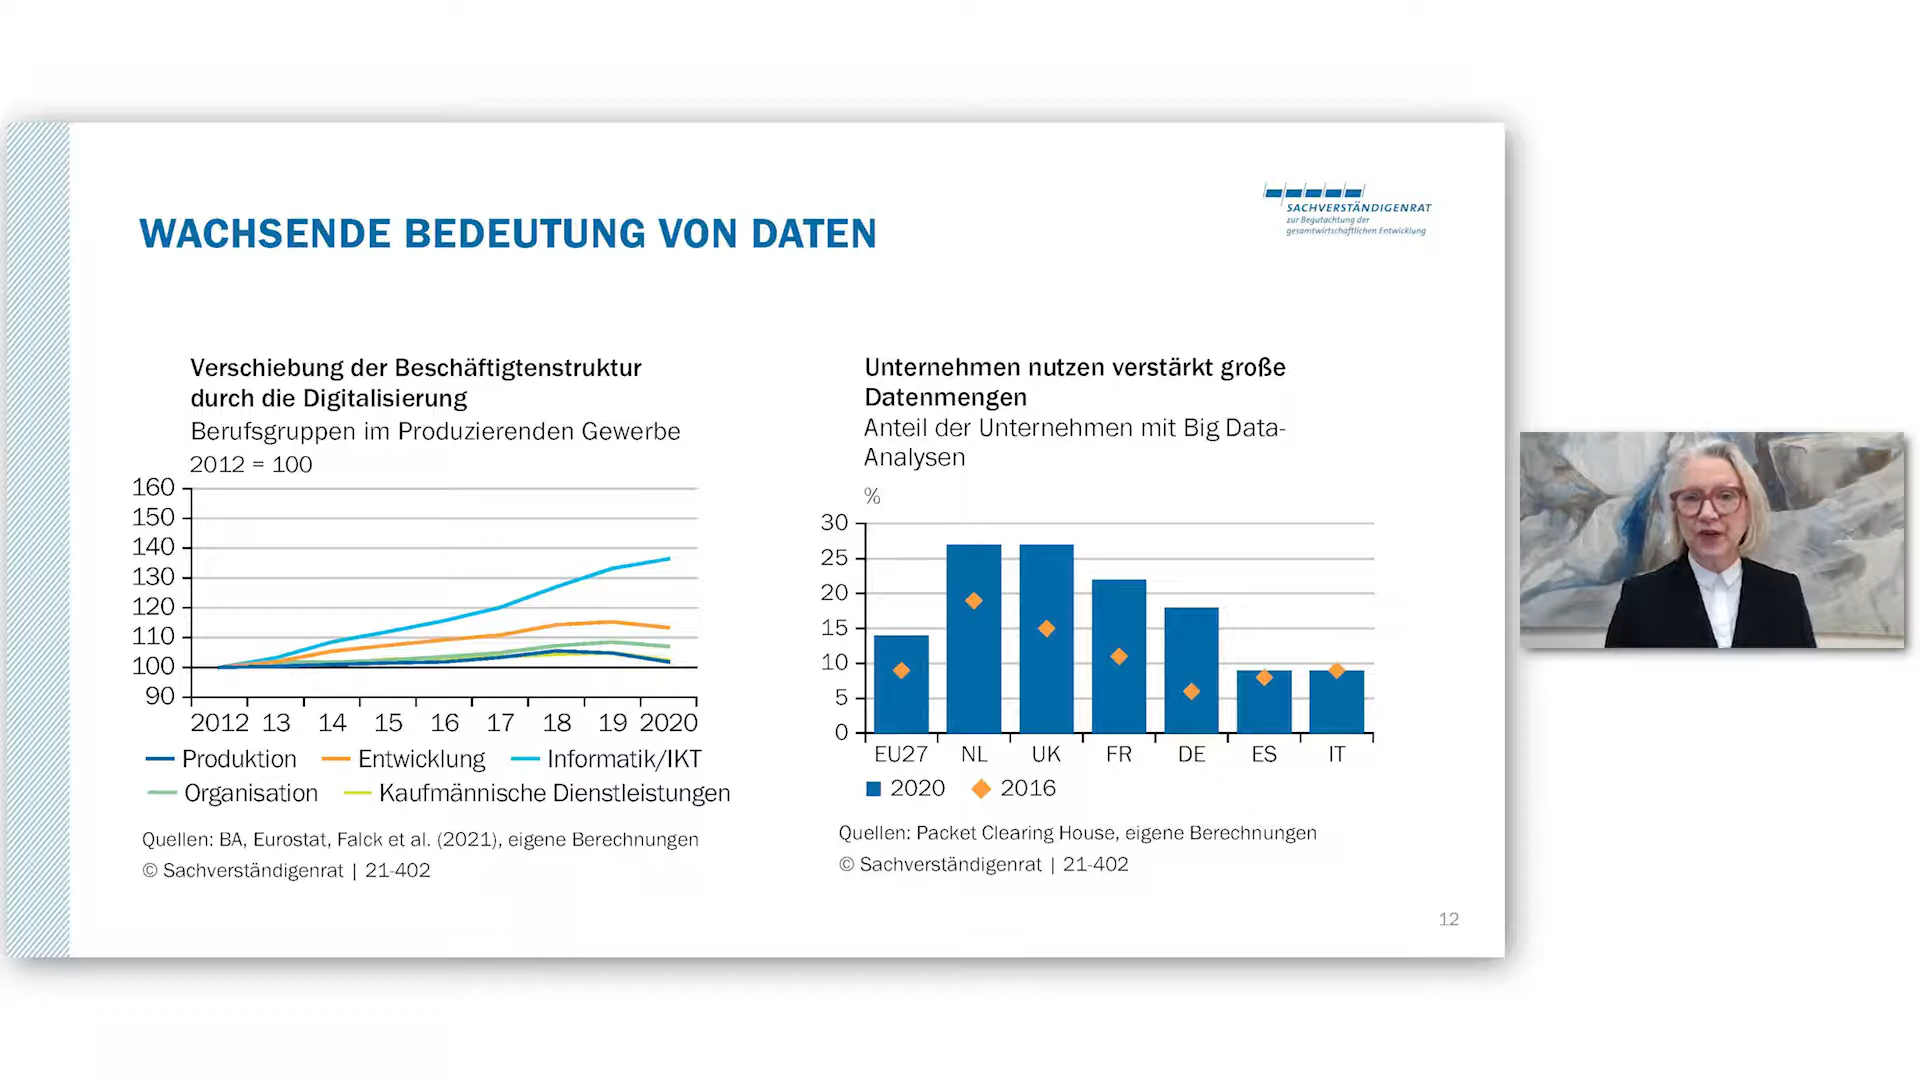 SACHVERSTÄNDIGENRAT
zur Begutachtung der
gesamtwirtschaftlichen Entwicklung
WACHSENDE BEDEUTUNG VON DATEN
Verschiebung der Beschäftigtenstruktur
durch die Digitalisierung
Berufsgruppen im Produzierenden Gewerbe
2012 = 100
160
150
140
130
120
110
100
90
2012 13 14 15 16 17 18 19 2020
Produktion Entwicklung Informatik/IKT
Organisation Kaufmännische Dienstleistungen
Quellen: BA, Eurostat, Falck et al. (2021), eigene Berechnungen
© Sachverständigenrat | 21-402
Unternehmen nutzen verstärkt große
Datenmengen
Anteil der Unternehmen mit Big Data-
Analysen
%
30
25
20
15
10
5
0
EU27 NL UK FR DE ES IT
2020 2016
Quellen: Packet Clearing House, eigene Berechnungen
© Sachverständigenrat | 21-402
12